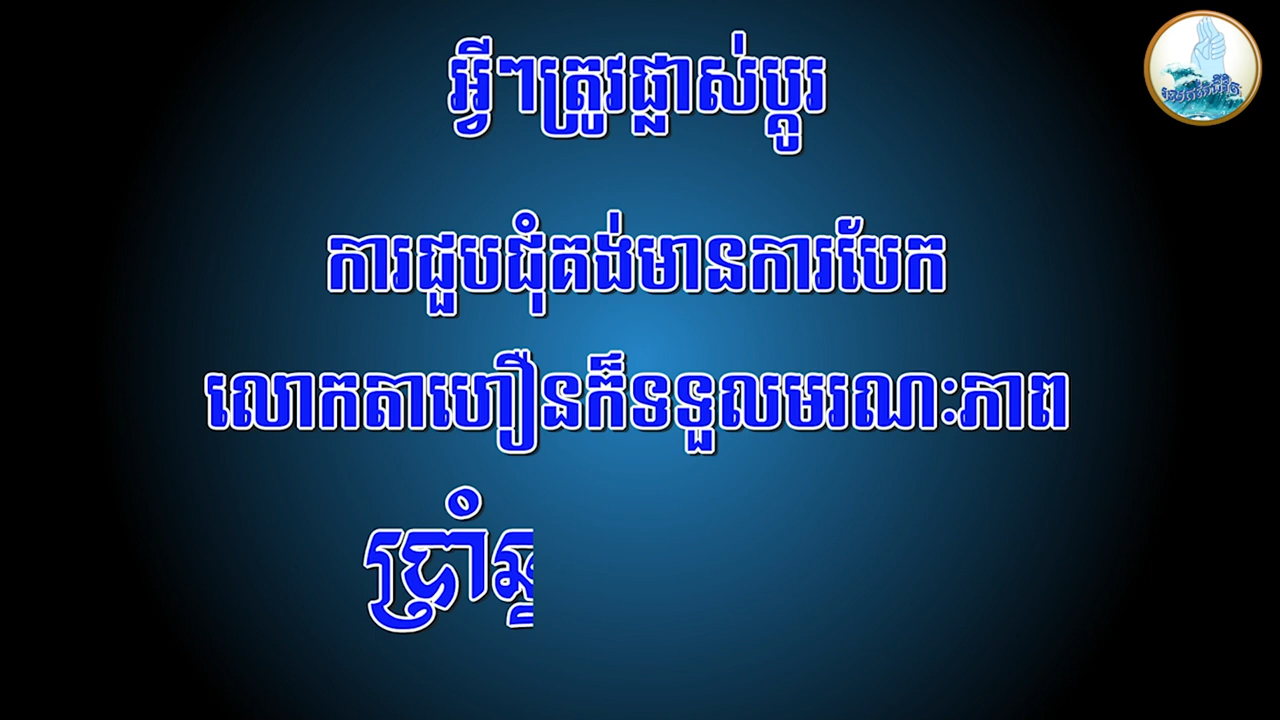 អ្វីៗត្រូវផ្លាស់ប្តូរ
ការជួបជុំគង់មានការបែក
លោកតាហឿនក៏ទទួលមរណៈភាព
ប្រាំ